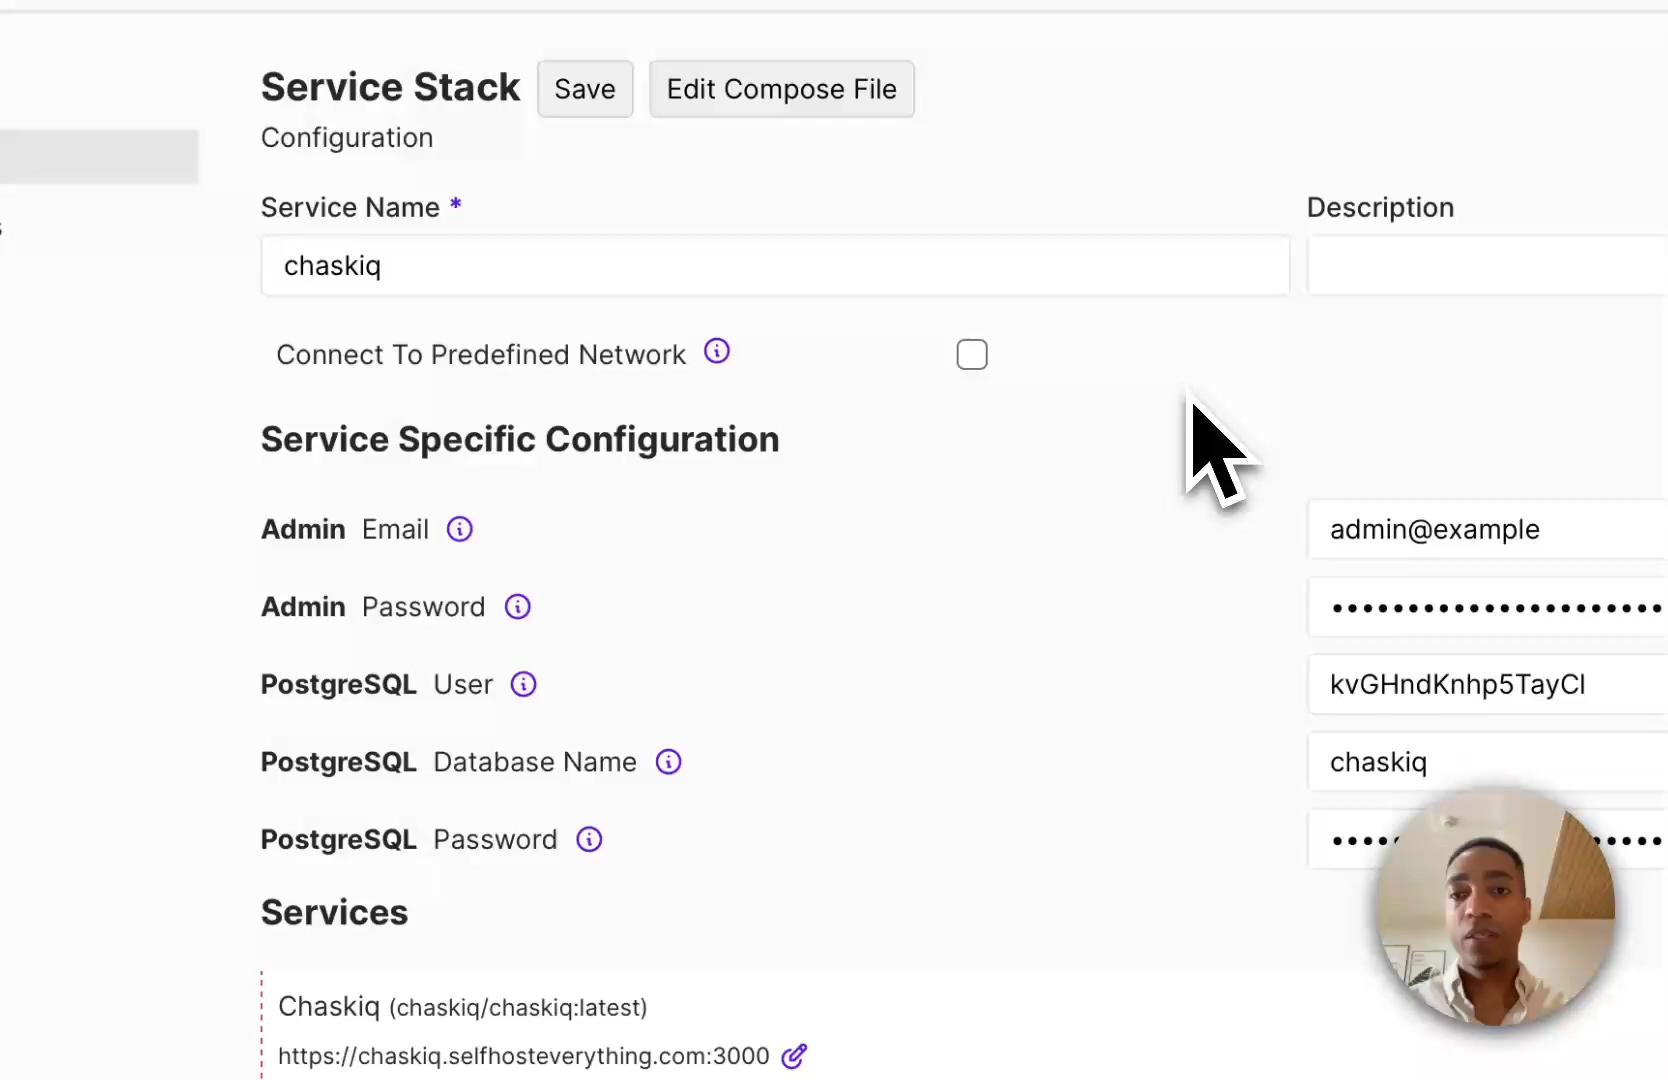 Service Stack Save Edit Compose File
Configuration
Service Name * Description
chaskiq
Connect To Predefined Network
Service Specific Configuration
Admin Email admin@example
Admin Password
PostgreSQL User kvGHndKnhp5TayCl
PostgreSQL Database Name chaskiq
PostgreSQL Password
Services
Chaskiq (chaskiq/chaskiq:latest)
https://chaskiq.selfhosteverything.com:3000